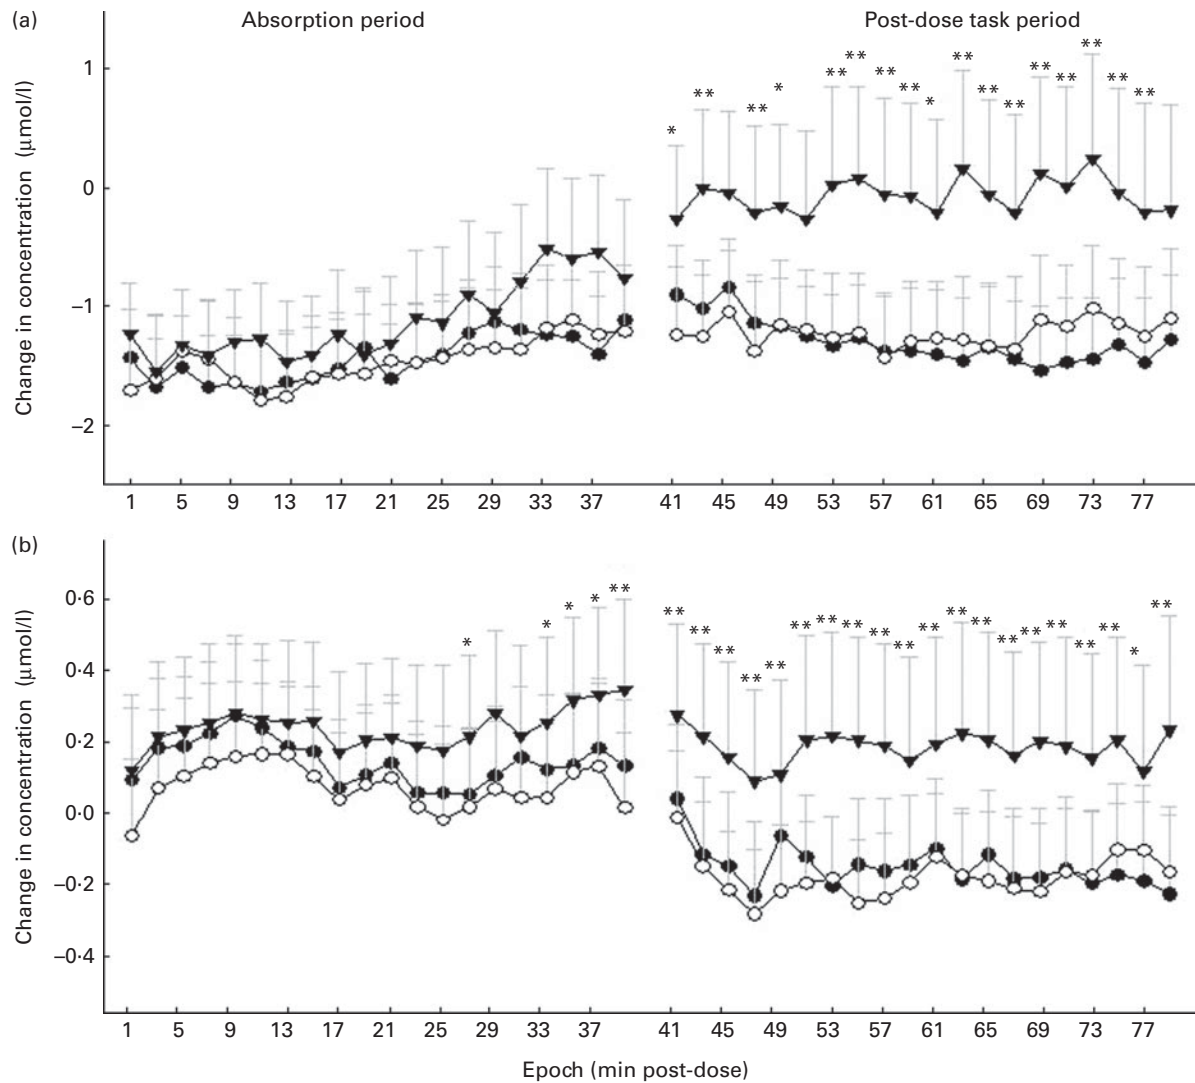 (a) Absorption period Post-dose task period
Change in concentration (μmol/l)
1
0
–1
–2
* ** ** * ** ** ** ** * ** ** ** ** ** ** ** **
1 5 9 13 17 21 25 29 33 37 41 45 49 53 57 61 65 69 73 77
(b)
Change in concentration (μmol/l)
0·6
0·4
0·2
0·0
–0·2
–0·4
* * * * ** ** ** ** ** ** ** ** ** ** ** ** ** ** ** ** ** ** ** * **
1 5 9 13 17 21 25 29 33 37 41 45 49 53 57 61 65 69 73 77
Epoch (min post-dose)